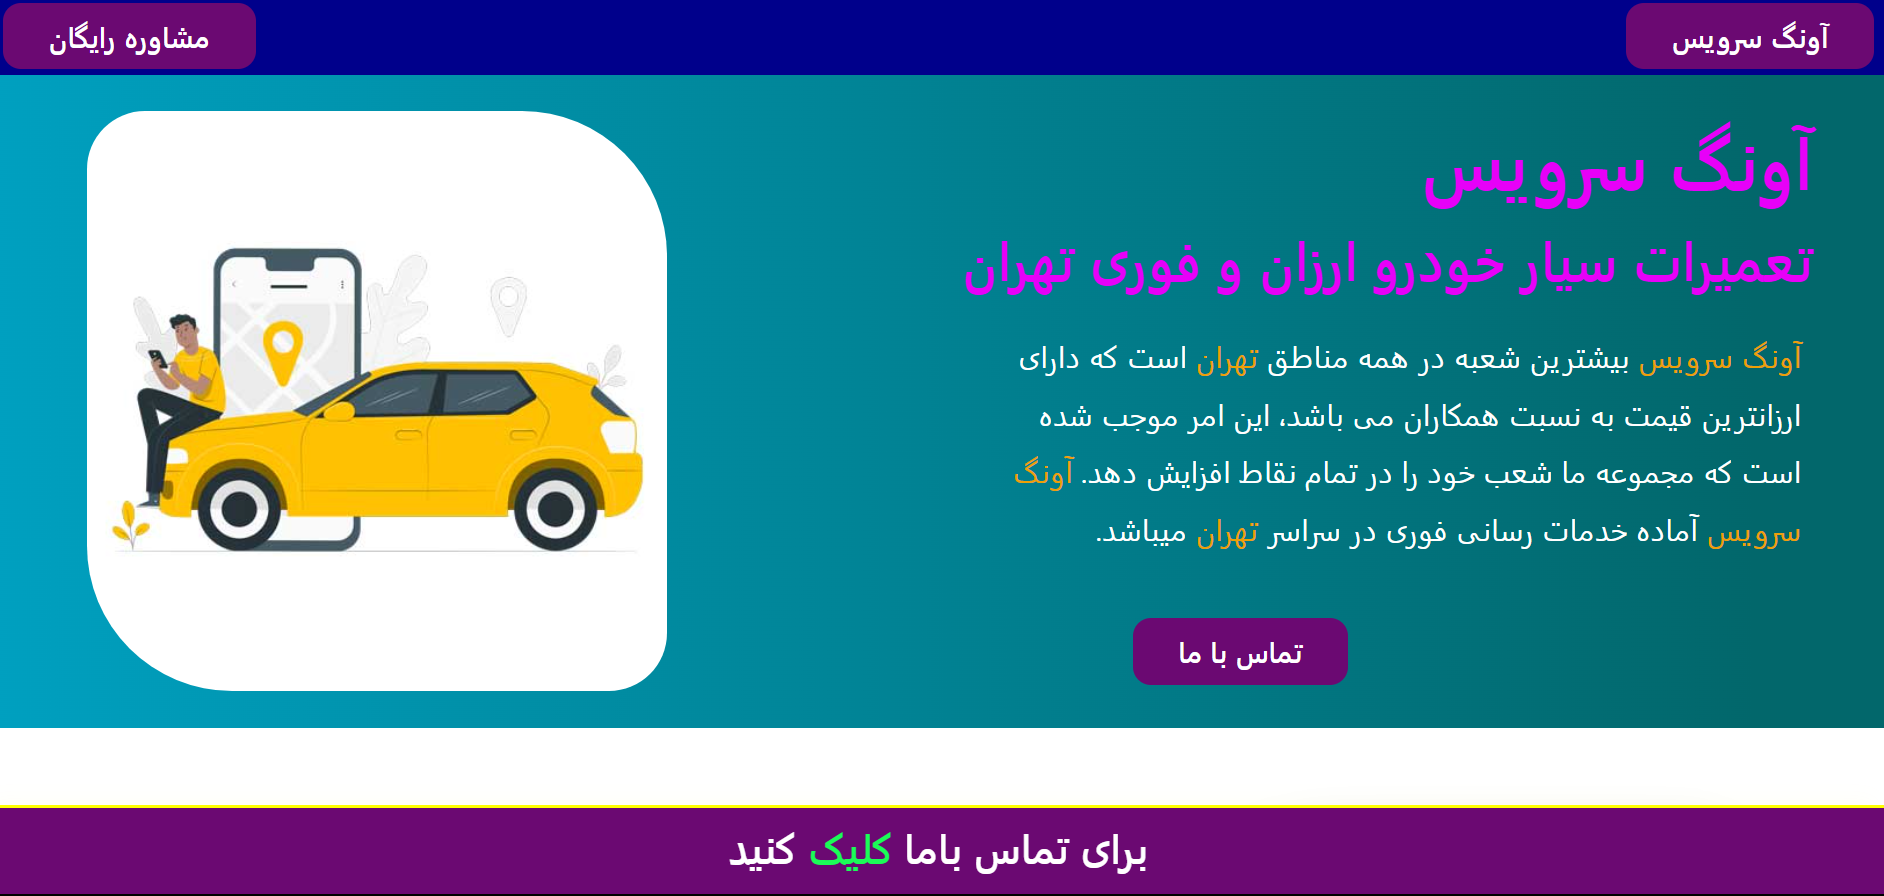 آونگ سرویس
مشاوره رایگان
آونگ سرویس
تعمیرات سیار خودرو ارزان و فوری تهران
آونگ سرویس بیشترین شعبه در همه مناطق تهران است که دارای
ارزانترین قیمت به نسبت همکاران می باشد، این امر موجب شده
است که مجموعه ما شعب خود را در تمام نقاط افزایش دهد. آونگ
سرویس آماده خدمات رسانی فوری در سراسر تهران میباشد.
تماس با ما
برای تماس باما کلیک کنید